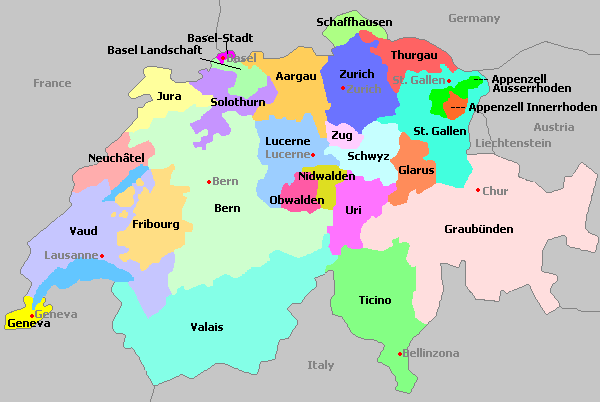 Schaffhausen
Germany
Basel-Stadt
Basel Landschaft
Basel
Thurgau
France
Aargau
Zurich
St. Gallen
Appenzell
Ausserrhoden
Zurich
Jura
Solothurn
Appenzell Innerrhoden
Austria
St. Gallen
Zug
Lucerne
Liechtenstein
Lucerne
Schwyz
Neuchâtel
Glarus
Nidwalden
Bern
Chur
Obwalden
Bern
Uri
Fribourg
Vaud
Graubünden
Lausanne
Ticino
Geneva
Geneva
Valais
Bellinzona
Italy